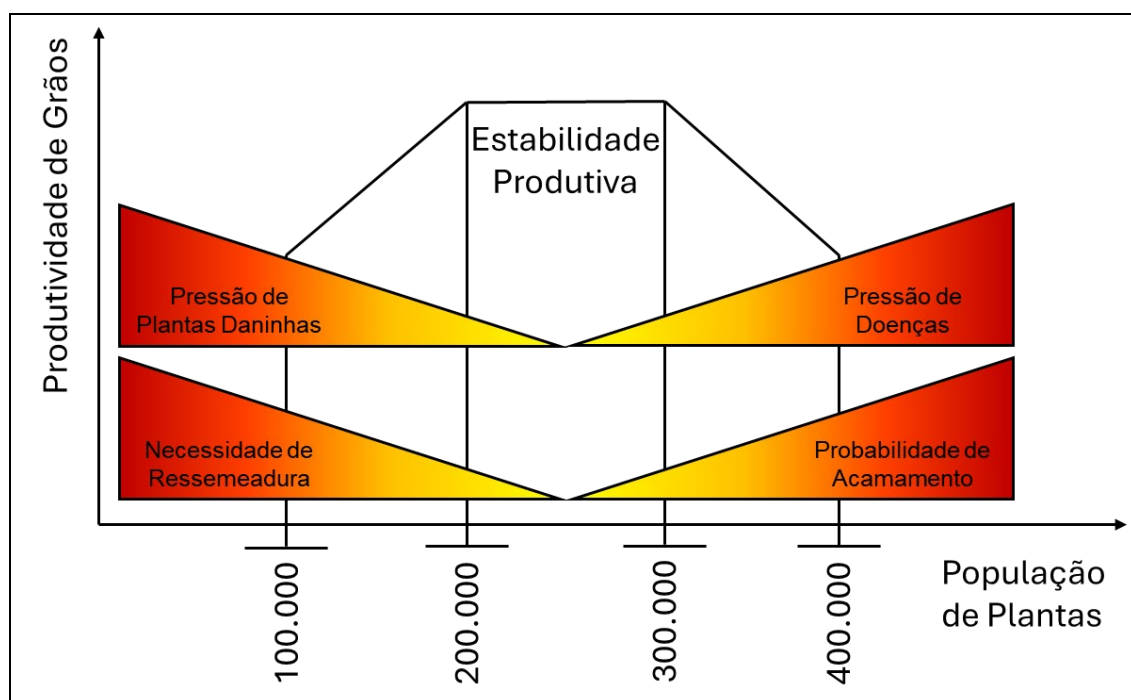 Produtividade de Grãos
Estabilidade
Produtiva
Pressão de
Plantas Daninhas
Pressão de
Doenças
Necessidade de
Ressemeadura
Probabilidade de
Acamamento
100.000
200.000
300.000
400.000
População
de Plantas